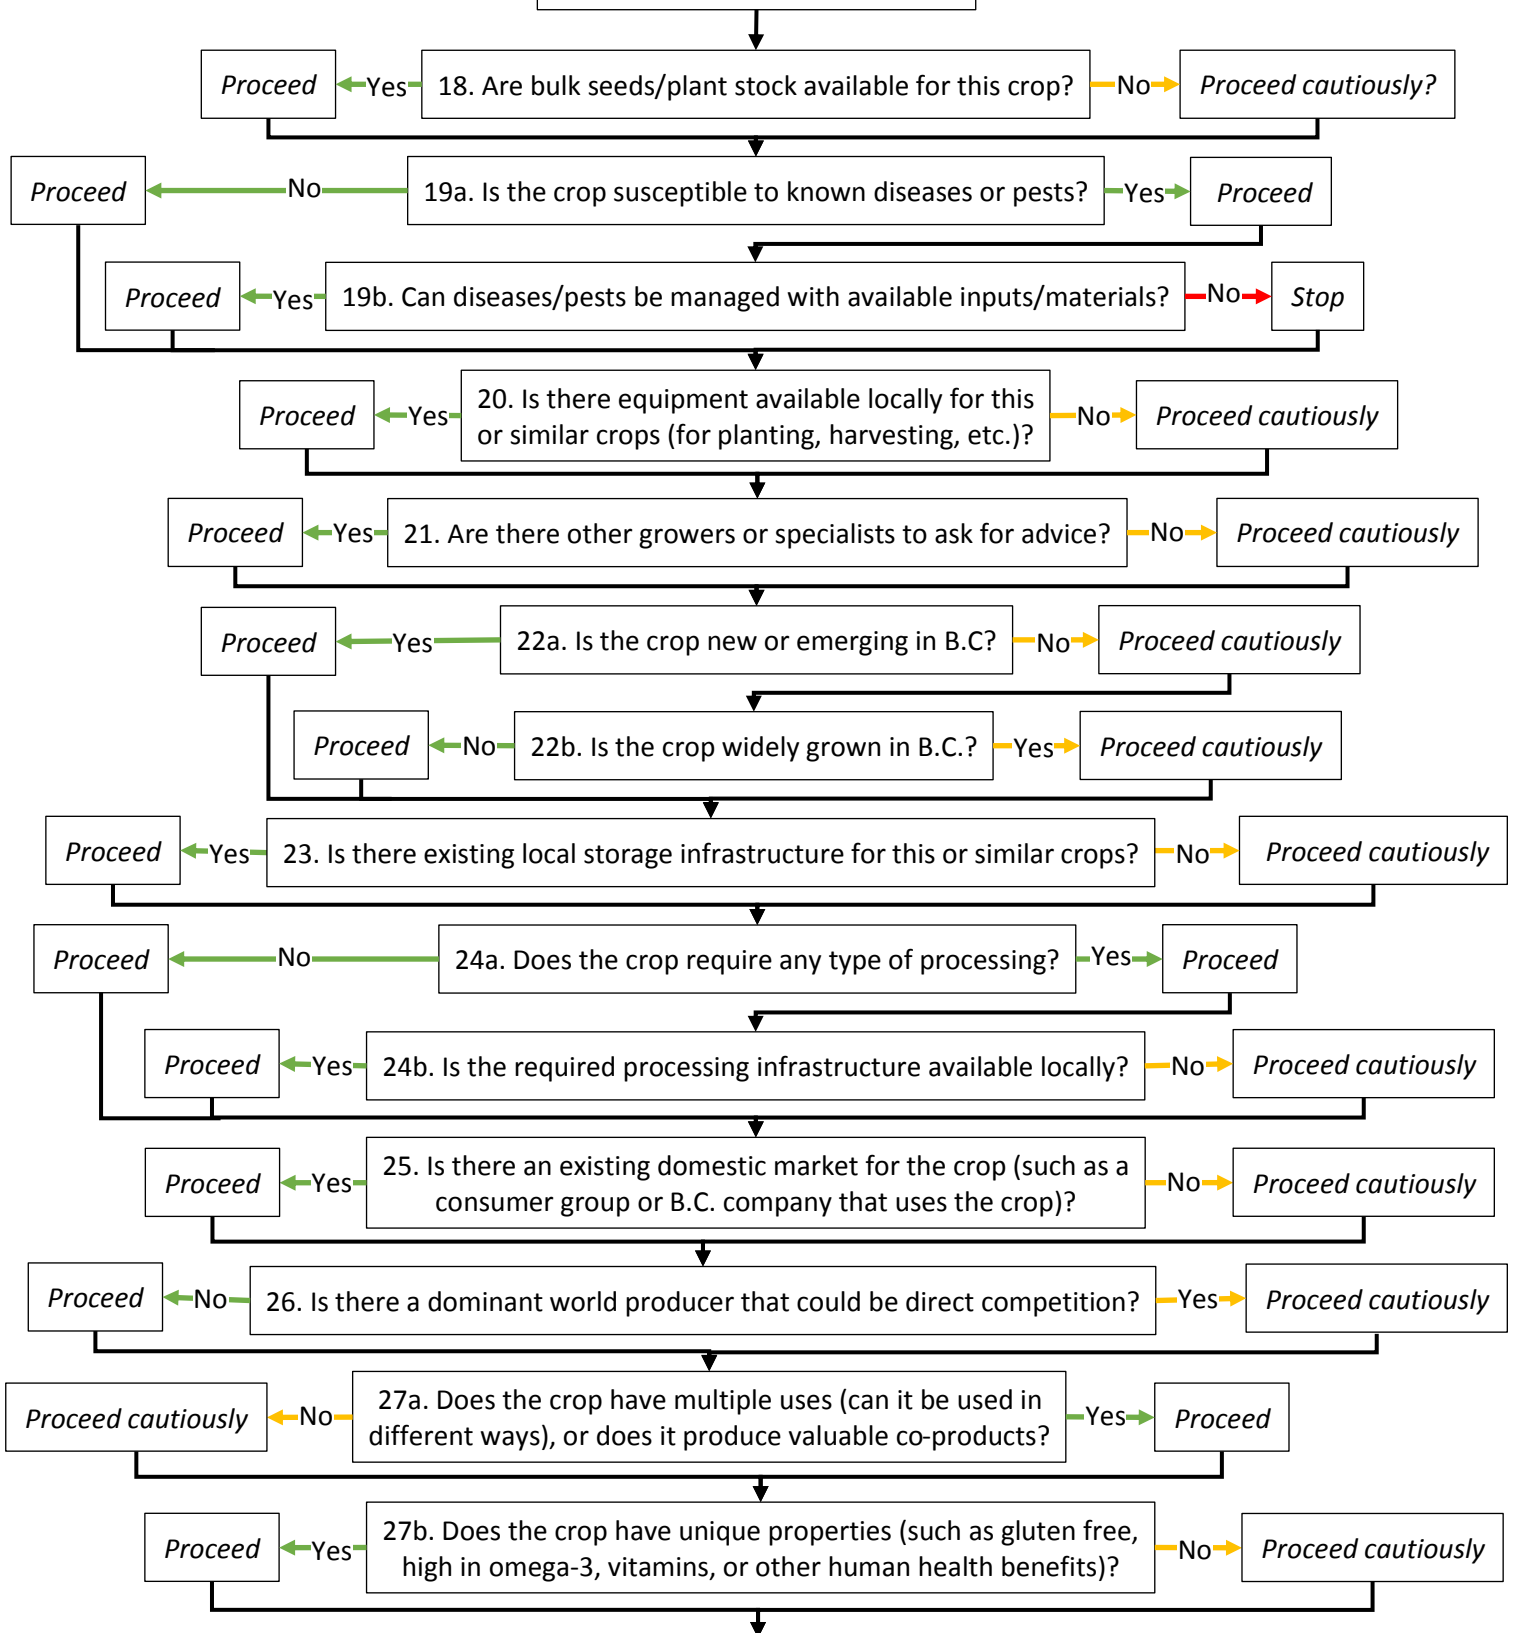 Proceed
Yes
18. Are bulk seeds/plant stock available for this crop?
No
Proceed cautiously?
Proceed
No
19a. Is the crop susceptible to known diseases or pests?
Yes
Proceed
Proceed
Yes
19b. Can diseases/pests be managed with available inputs/materials?
No
Stop
Proceed
Yes
20. Is there equipment available locally for this
or similar crops (for planting, harvesting, etc.)?
No
Proceed cautiously
Proceed
Yes
21. Are there other growers or specialists to ask for advice?
No
Proceed cautiously
Proceed
Yes
22a. Is the crop new or emerging in B.C?
No
Proceed cautiously
Proceed
No
22b. Is the crop widely grown in B.C.?
Yes
Proceed cautiously
Proceed
Yes
23. Is there existing local storage infrastructure for this or similar crops?
No
Proceed cautiously
Proceed
No
24a. Does the crop require any type of processing?
Yes
Proceed
Proceed
Yes
24b. Is the required processing infrastructure available locally?
No
Proceed cautiously
Proceed
Yes
25. Is there an existing domestic market for the crop (such as a
consumer group or B.C. company that uses the crop)?
No
Proceed cautiously
Proceed
No
26. Is there a dominant world producer that could be direct competition?
Yes
Proceed cautiously
Proceed cautiously
No
27a. Does the crop have multiple uses (can it be used in
different ways), or does it produce valuable co-products?
Yes
Proceed
Proceed
Yes
27b. Does the crop have unique properties (such as gluten free,
high in omega-3, vitamins, or other human health benefits)?
No
Proceed cautiously